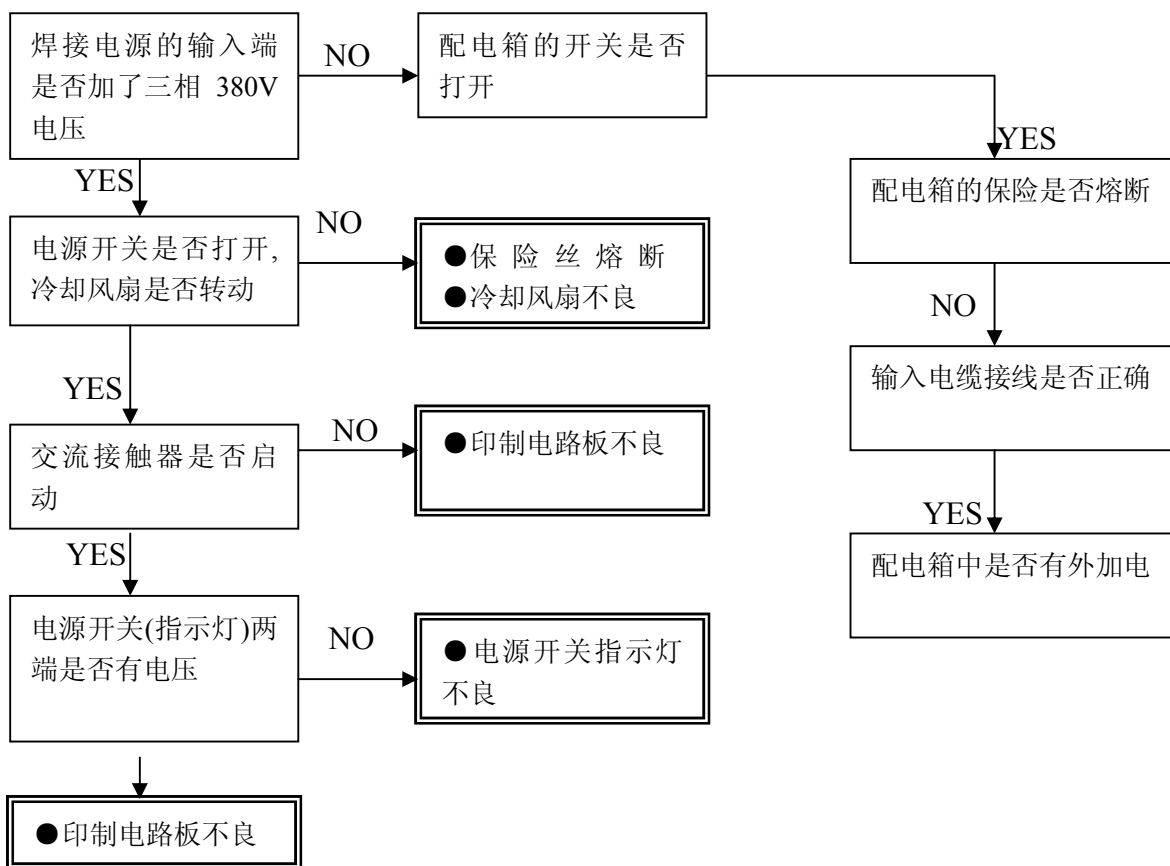 焊接电源的输入端
是否加了三相 380V
电压
NO
配电箱的开关是否
打开
YES
配电箱的保险是否熔断
YES
电源开关是否打开,
冷却风扇是否转动
NO
●保险丝熔断
●冷却风扇不良
NO
输入电缆接线是否正确
YES
交流接触器是否启
动
NO
●印制电路板不良
YES
配电箱中是否有外加电
YES
电源开关(指示灯)两
端是否有电压
NO
●电源开关指示灯
不良
●印制电路板不良